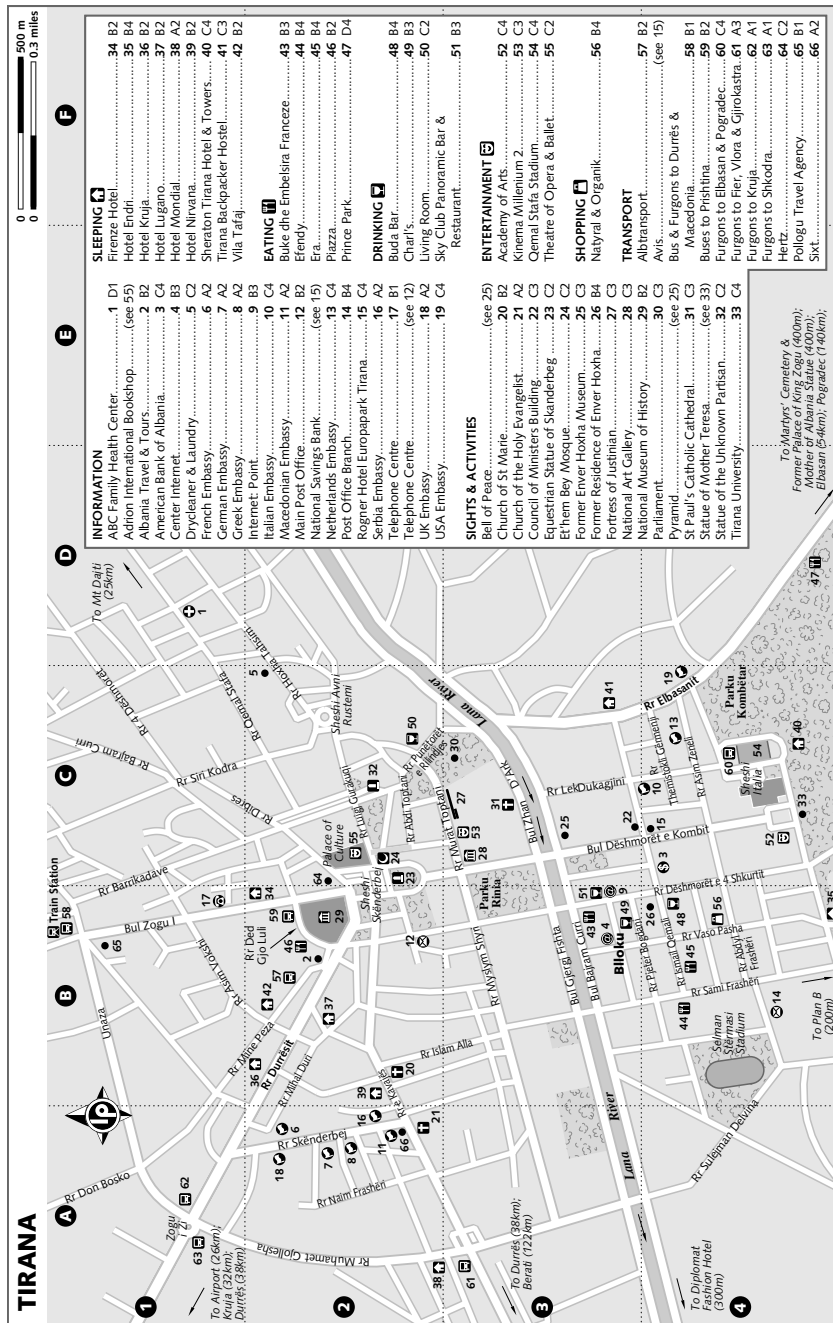 TIRANA
0 500 m
0 0.3 miles
A
B
C
D
E
F
1
2
3
4
INFORMATION
ABC Family Health Center 1 D1
Adrion International Bookshop (see 55)
Albania Travel & Tours 2 B2
American Bank of Albania 3 C4
Center Internet 4 B3
Drycleaner & Laundry 5 C2
French Embassy 6 A2
German Embassy 7 A2
Greek Embassy 8 A2
Internet: Point 9 B3
Italian Embassy 10 C4
Macedonian Embassy 11 A2
Main Post Office 12 B2
National Savings Bank (see 15)
Netherlands Embassy 13 C4
Post Office Branch 14 B4
Rogner Hotel Europapark Tirana 15 C4
Serbia Embassy 16 A2
Telephone Centre 17 B1
Telephone Centre (see 12)
UK Embassy 18 A2
USA Embassy 19 C4
SIGHTS & ACTIVITIES
Bell of Peace (see 25)
Church of St Marie 20 B2
Church of the Holy Evangelist 21 A2
Council of Minister's Building 22 C3
Equestrian Statue of Skanderbeg 23 C2
Et'hem Bey Mosque 24 C2
Former Enver Hoxha Museum 25 C3
Former Residence of Enver Hoxha 26 B4
Fortress of Justinian 27 C3
National Art Gallery 28 C3
National Museum of History 29 B2
Parliament 30 C3
Pyramid (see 25)
St Paul's Catholic Cathedral 31 C3
Statue of Mother Teresa (see 33)
Statue of the Unknown Partisan 32 C2
Tirana University 33 C4
SLEEPING
Firenze Hotel 34 B2
Hotel Endri 35 B4
Hotel Kruja 36 B2
Hotel Lugano 37 B2
Hotel Mondial 38 A2
Hotel Nirvana 39 B2
Sheraton Tirana Hotel & Towers 40 C4
Tirana Backpacker Hostel 41 C3
Vila Tafaj 42 B2
EATING
Buke dhe Embelsira Franceze 43 B3
Efendy 44 B4
Era 45 B4
Piazza 46 B2
Prince Park 47 D4
DRINKING
Buda Bar 48 B4
Charl's 49 B3
Living Room 50 C2
Sky Club Panoramic Bar &
Restaurant 51 B3
ENTERTAINMENT
Academy of Arts 52 C4
Kinema Millenium 2 53 C3
Qemal Stafa Stadium 54 C4
Theatre of Opera & Ballet 55 C2
SHOPPING
Natyral & Organik 56 B4
TRANSPORT
Albtransport 57 B2
Avis (see 15)
Bus & Furgons to Durrës &
Macedonia 58 B1
Buses to Prishtina 59 B2
Furgons to Elbasan & Pogradec 60 C4
Furgons to Fier, Vlora & Gjirokastra 61 A3
Furgons to Kruja 62 A1
Furgons to Shkodra 63 A1
Hertz 64 C2
Pollogu Travel Agency 65 B1
Sixt 66 A2
To Airport (26km);
Kruja (32km);
Durrës (38km)
Zogu
i Zi
Rr Don Bosko
Unaza
Bul Zogu I
Train Station
Rr Barrikadave
Rr Asim Vokshi
Rr Ded
Gjo Luli
Rr Mine Peza
Rr Durrësit
Rr Mihal Duri
Rr Dibrës
Rr Siri Kodra
Rr Bajram Curri
Rr 4 Dëshmorët
Rr Qemal Stafa
Rr Hoxha Tahsim
To Mt Dajti
(25km)
Sheshi Avni
Rustemi
Palace of
Culture
Rr Luigj Gurakuqi
Sheshi
Skënderbej
Rr Abdi Toptani
Rr Punëtorët
e Rilindjes
Rr Murat Toptani
Rr Skënderbej
Rr Naim Frashëri
Rr e Kavajës
Rr Islam Alla
Rr Muhamet Gjollesha
Rr Myslym Shyri
Parku
Rinia
Lana River
Bul Zhan D'Ark
To Durrës (38km);
Berati (122km)
Bul Gjergj Fishta
Bul Bajram Curri
Lana River
Blloku
Rr Pjetër Bogdani
Rr Ismail Qemali
Rr Vaso Pasha
Rr Abdyl
Frashëri
Rr Sami Frashëri
Rr Dëshmorët e 4 Shkurtit
Bul Dëshmorët e Kombit
Rr Lek Dukagjini
Rr
Themistokli Gërmenji
Rr Asim Zeneli
Rr Elbasanit
Sheshi
Italia
Parku
Kombëtar
Selman
Stërmasi
Stadium
Rr Sulejman Delvina
To Diplomat
Fashion Hotel
(300m)
To Plan B
(200m)
To Martyrs' Cemetery &
Former Palace of King Zogu (400m);
Mother of Albania Statue (400m);
Elbasan (54km); Pogradec (140km)